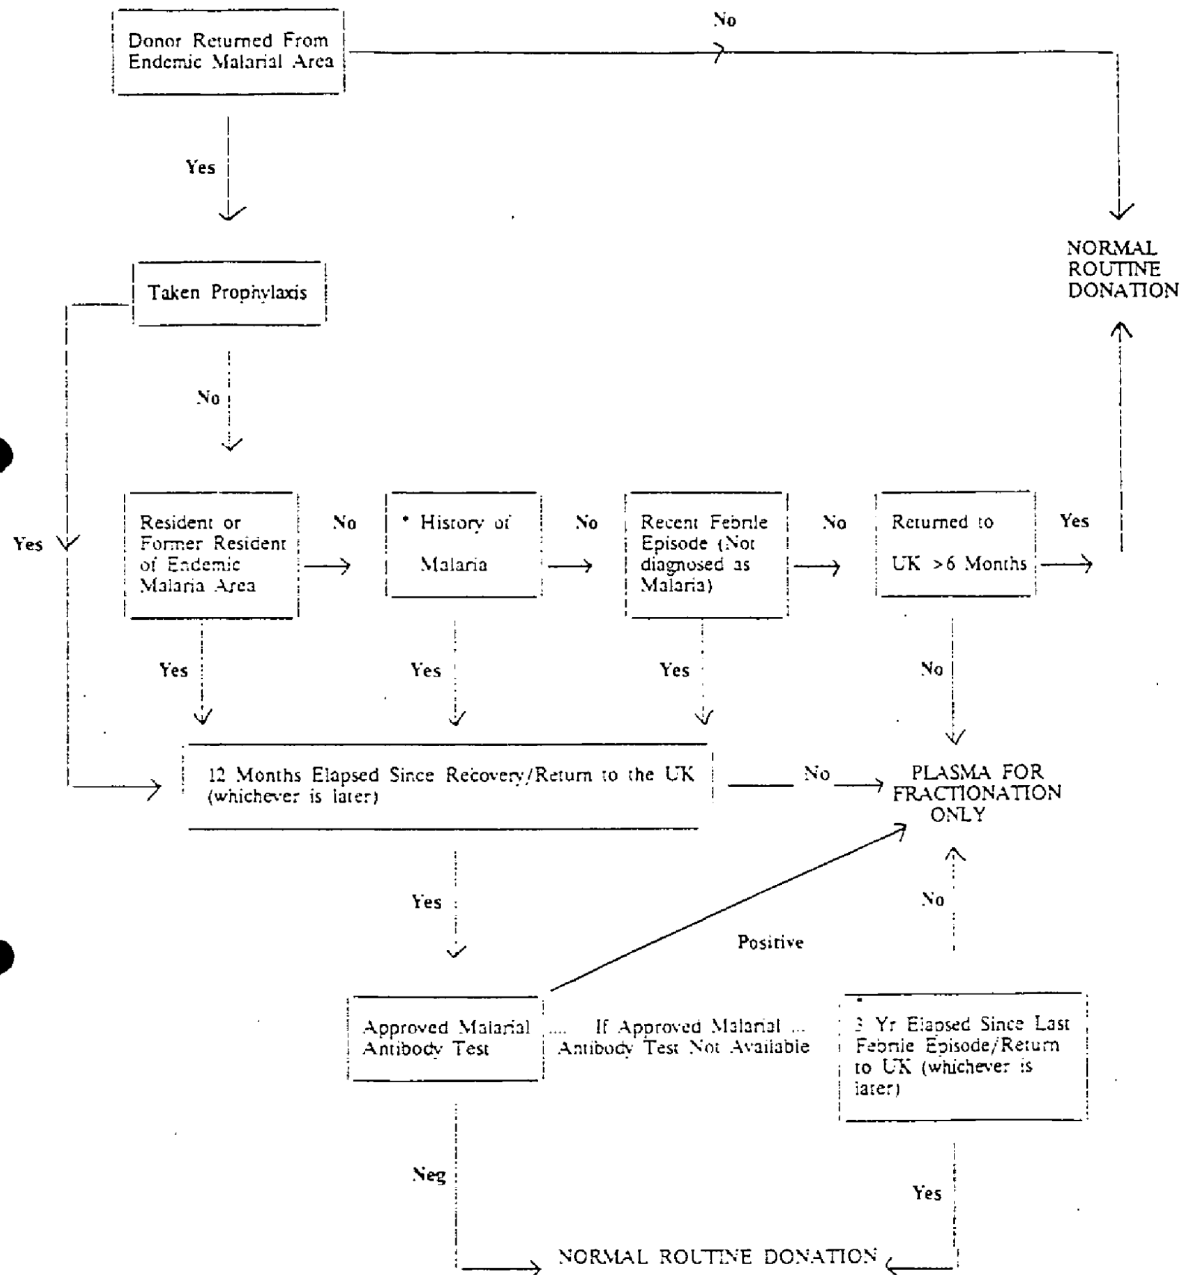 No
Donor Returned From
Endemic Malarial Area
Yes
NORMAL
ROUTINE
DONATION
Taken Prophylaxis
No
Yes
Resident or
Former Resident
of Endemic
Malaria Area
No
* History of
Malaria
No
Recent Febrile
Episode (Not
diagnosed as
Malaria)
No
Returned to
UK >6 Months
Yes
Yes
Yes
Yes
No
12 Months Elapsed Since Recovery/Return to the UK
(whichever is later)
No
PLASMA FOR
FRACTIONATION
ONLY
Yes
No
Positive
Approved Malarial
Antibody Test
.... If Approved Malarial ...
Antibody Test Not Available
*
3 Yr Elapsed Since Last
Febrile Episode/Return
to UK (whichever is
later)
Neg
Yes
NORMAL ROUTINE DONATION